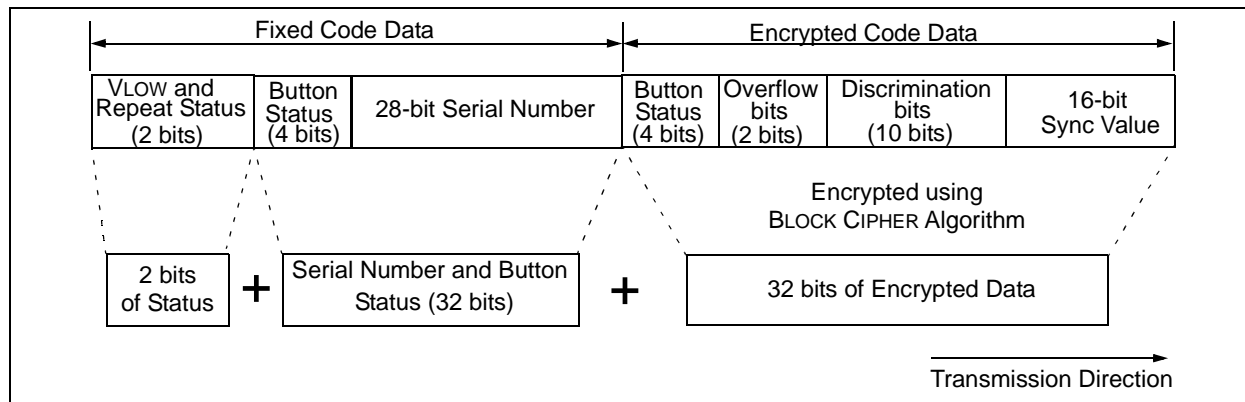 Fixed Code Data
Encrypted Code Data
VLOW and
Repeat Status
(2 bits)
Button
Status
(4 bits)
28-bit Serial Number
Button
Status
(4 bits)
Overflow
bits
(2 bits)
Discrimination
bits
(10 bits)
16-bit
Sync Value
Encrypted using
BLOCK CIPHER Algorithm
2 bits
of Status
+
Serial Number and Button
Status (32 bits)
+
32 bits of Encrypted Data
Transmission Direction